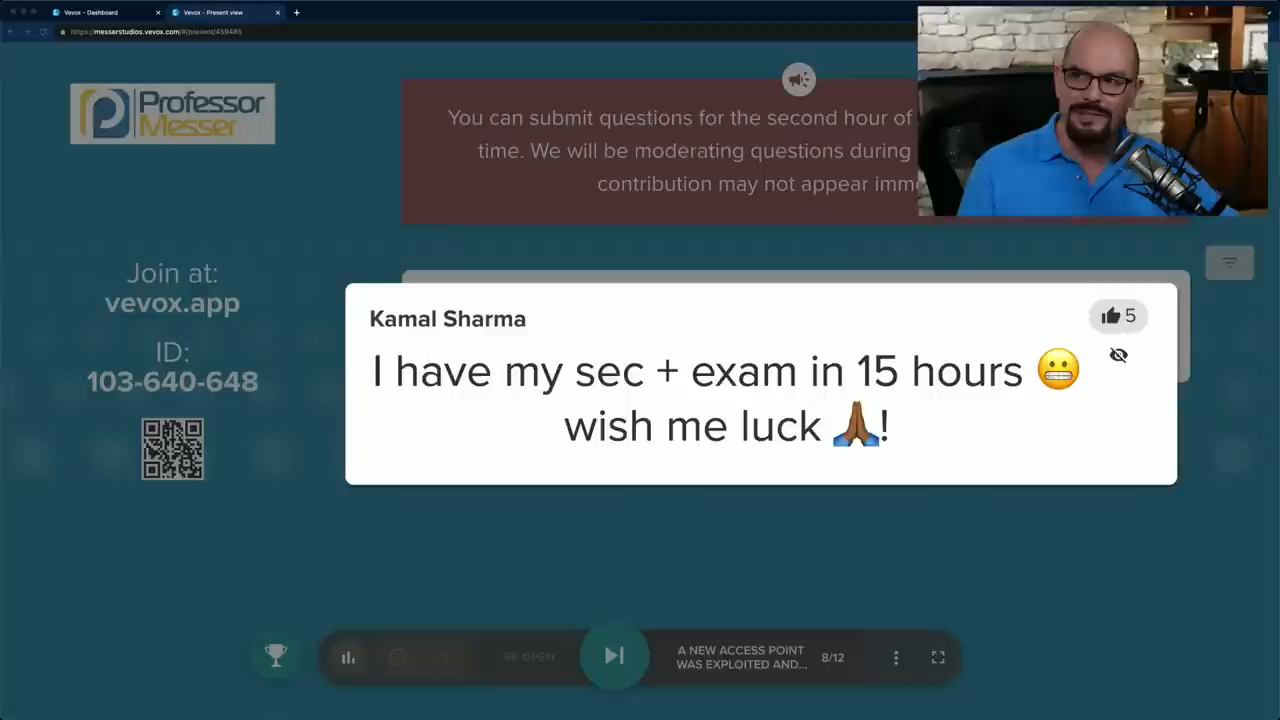 Vevox - Dashboard
Vevox - Present view
https://messerstudios.vevox.com/#/present/459485
Professor
Messer
You can submit questions for the second hour of
time. We will be moderating questions during
contribution may not appear imm
Join at:
vevox.app
ID:
103-640-648
Kamal Sharma
5
I have my sec + exam in 15 hours 😬
wish me luck 🙏🏾!
RE-OPEN
A NEW ACCESS POINT
WAS EXPLOITED AND...
8/12